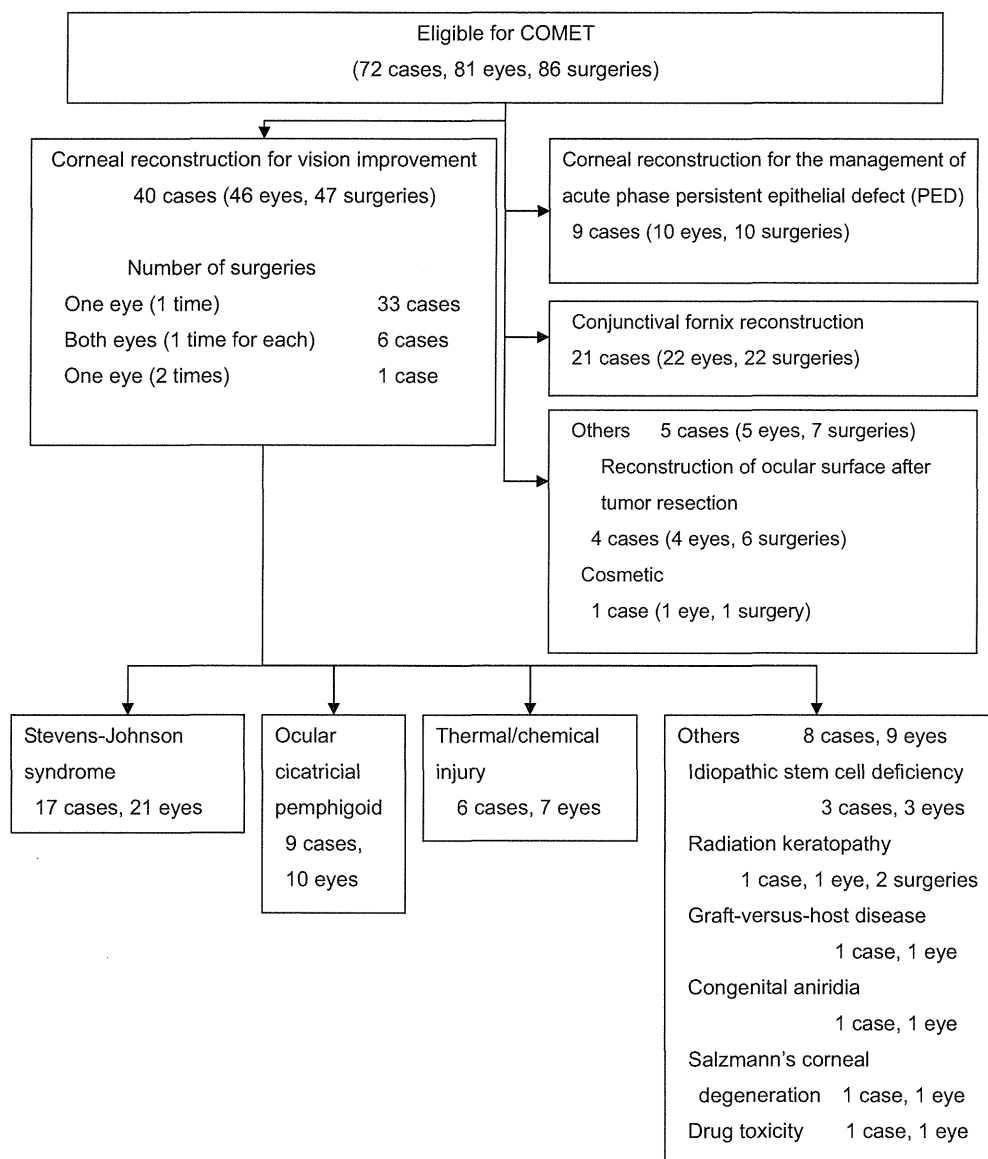 Eligible for COMET
(72 cases, 81 eyes, 86 surgeries)
Corneal reconstruction for vision improvement
40 cases (46 eyes, 47 surgeries)
Number of surgeries
One eye (1 time) 33 cases
Both eyes (1 time for each) 6 cases
One eye (2 times) 1 case
Corneal reconstruction for the management of
acute phase persistent epithelial defect (PED)
9 cases (10 eyes, 10 surgeries)
Conjunctival fornix reconstruction
21 cases (22 eyes, 22 surgeries)
Others 5 cases (5 eyes, 7 surgeries)
Reconstruction of ocular surface after
tumor resection
4 cases (4 eyes, 6 surgeries)
Cosmetic
1 case (1 eye, 1 surgery)
Stevens-Johnson
syndrome
17 cases, 21 eyes
Ocular
cicatricial
pemphigoid
9 cases,
10 eyes
Thermal/chemical
injury
6 cases, 7 eyes
Others 8 cases, 9 eyes
Idiopathic stem cell deficiency
3 cases, 3 eyes
Radiation keratopathy
1 case, 1 eye, 2 surgeries
Graft-versus-host disease
1 case, 1 eye
Congenital aniridia
1 case, 1 eye
Salzmann's corneal
degeneration 1 case, 1 eye
Drug toxicity 1 case, 1 eye